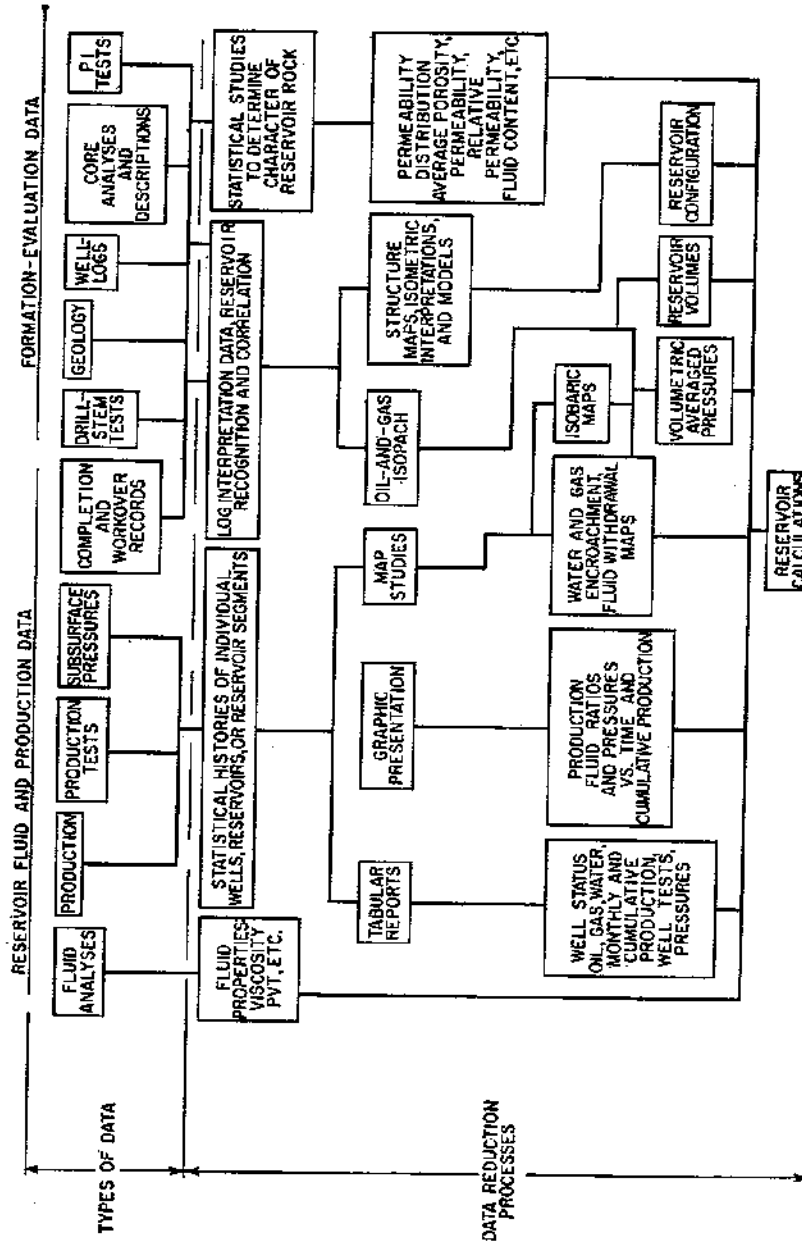 RESERVOIR FLUID AND PRODUCTION DATA
FORMATION-EVALUATION DATA
TYPES OF DATA
FLUID
ANALYSES
PRODUCTION
PRODUCTION
TESTS
SUBSURFACE
PRESSURES
COMPLETION
AND
WORKOVER
RECORDS
DRILL-
STEM
TESTS
GEOLOGY
WELL-
LOGS
CORE
ANALYSES
AND
DESCRIPTIONS
P.I.
TESTS
DATA REDUCTION
PROCESSES
FLUID
PROPERTIES
VISCOSITY
PVT, ETC.
STATISTICAL HISTORIES OF INDIVIDUAL
WELLS, RESERVOIRS, OR RESERVOIR SEGMENTS
LOG INTERPRETATION DATA, RESERVOIR
RECOGNITION AND CORRELATION
STATISTICAL STUDIES
TO DETERMINE
CHARACTER OF
RESERVOIR ROCK
TABULAR
REPORTS
GRAPHIC
PRESENTATION
MAP
STUDIES
OIL-AND-GAS
ISOPACH
STRUCTURE
MAPS, ISOMETRIC
INTERPRETATIONS,
AND MODELS
PERMEABILITY
DISTRIBUTION
AVERAGE POROSITY,
PERMEABILITY,
RELATIVE
PERMEABILITY,
FLUID CONTENT, ETC.
WELL STATUS
OIL, GAS, WATER,
MONTHLY AND
CUMULATIVE
PRODUCTION,
WELL TESTS,
PRESSURES
PRODUCTION
FLUID RATIOS
AND PRESSURES
VS. TIME AND
CUMULATIVE PRODUCTION
WATER AND GAS
ENCROACHMENT,
FLUID WITHDRAWAL
MAPS
ISOBARIC
MAPS
VOLUMETRIC
AVERAGED
PRESSURES
RESERVOIR
VOLUMES
RESERVOIR
CONFIGURATION
RESERVOIR
CALCULATIONS